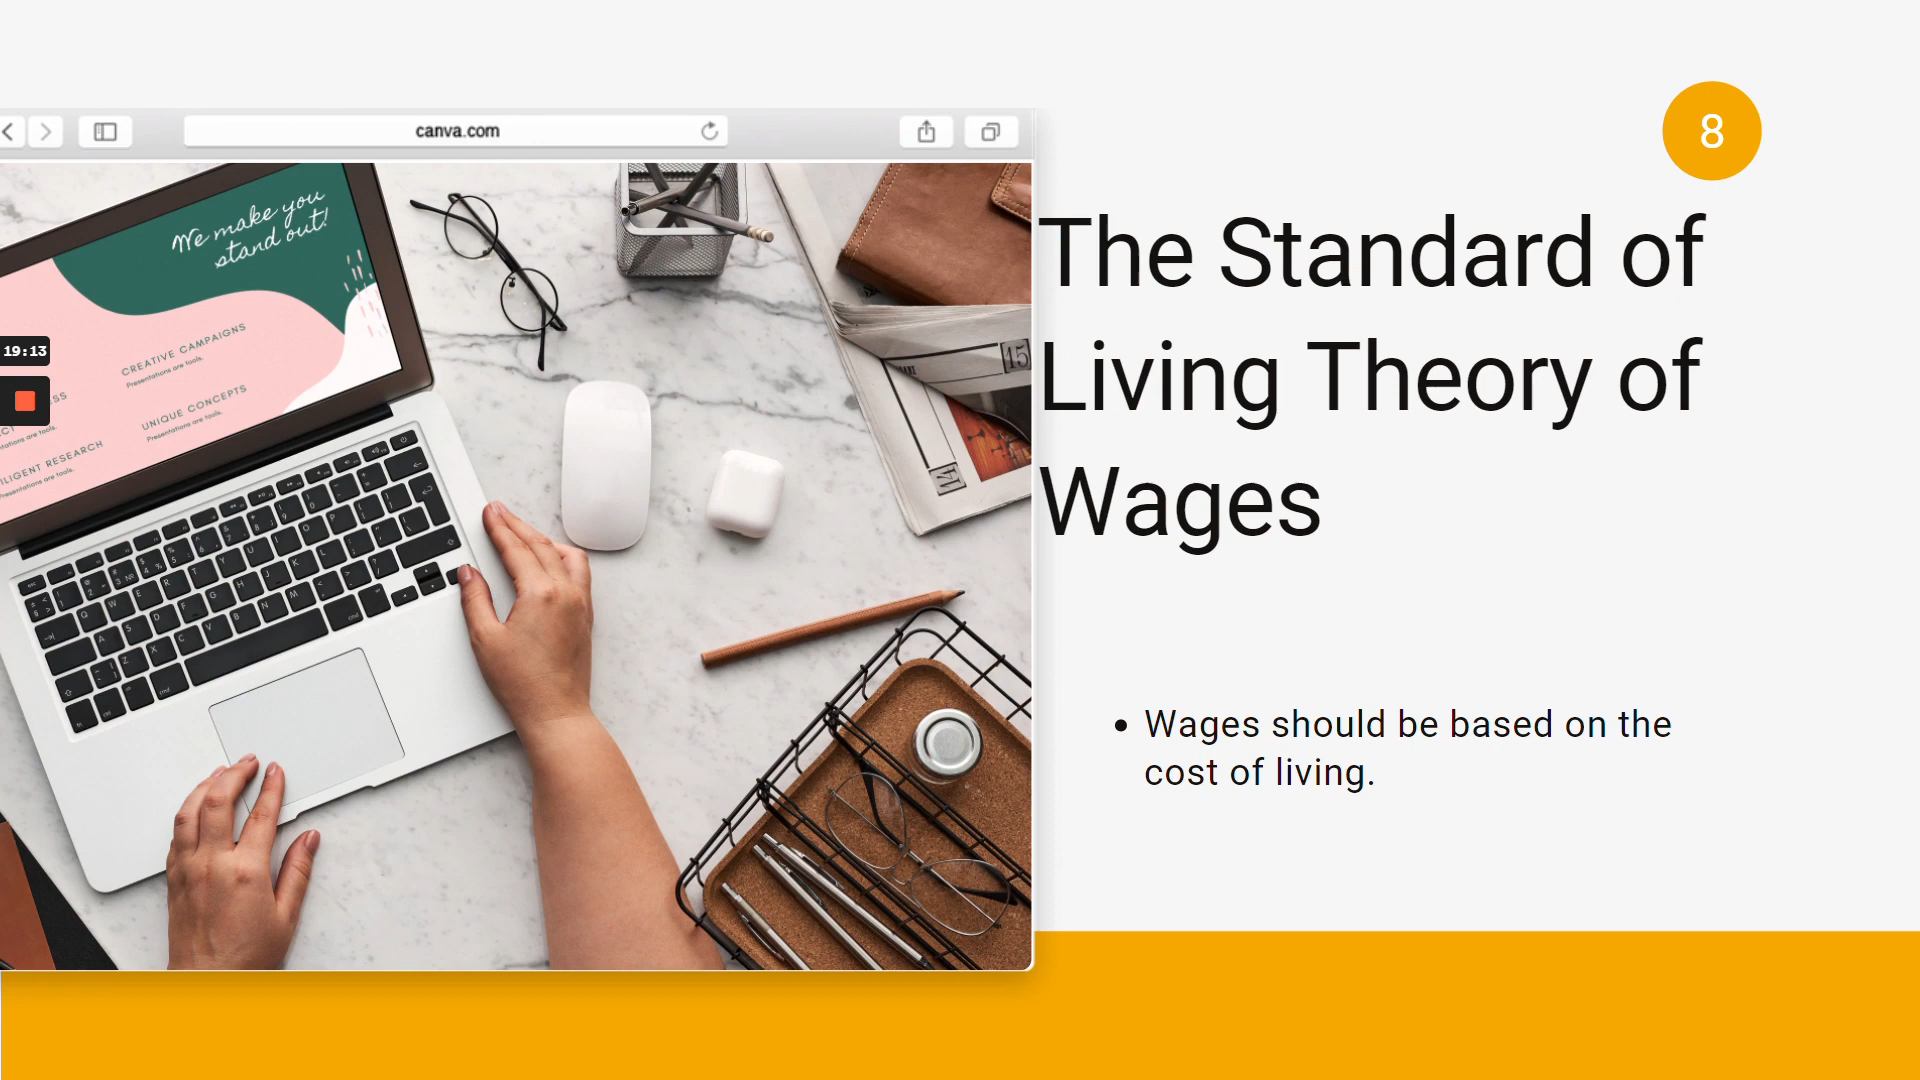 canva.com
8
The Standard of
Living Theory of
Wages
Wages should be based on the
cost of living.
We make you
stand out!
CREATIVE CAMPAIGNS
Presentations are tools.
UNIQUE CONCEPTS
Presentations are tools.
RESEARCH
Presentations are tools.
19:13
15